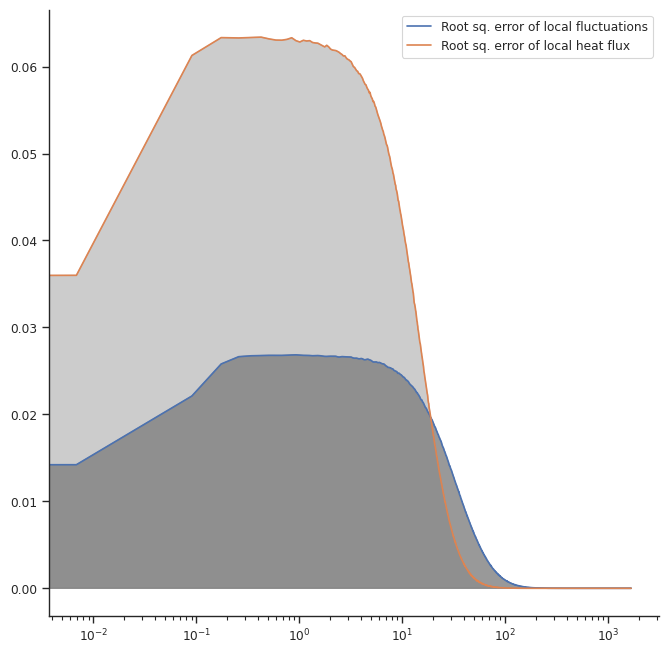 Root sq. error of local fluctuations
Root sq. error of local heat flux
0.06
0.05
0.04
0.03
0.02
0.01
0.00
10⁻² 10⁻¹ 10⁰ 10¹ 10² 10³